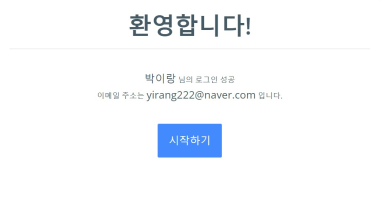 환영합니다!
박이랑 님의 로그인 성공
이메일 주소는 yirang222@naver.com 입니다.
시작하기